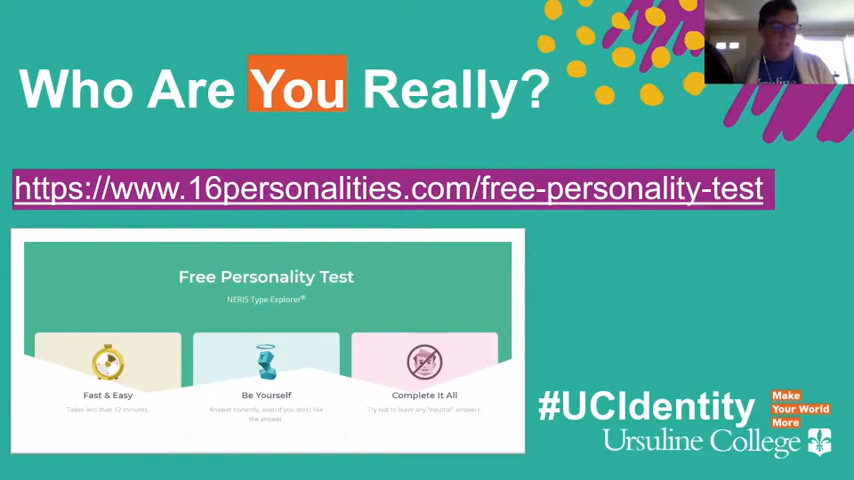 Who Are You Really?
https://www.16personalities.com/free-personality-test
Free Personality Test
NERIS Type Explorer®
Fast & Easy
Takes less than 12 minutes.
Be Yourself
Answer honestly, even if you don't like
the answer.
Complete It All
Try not to leave any "neutral" answers.
#UCIdentity
Make
Your World
More
Ursuline College
Ursuline